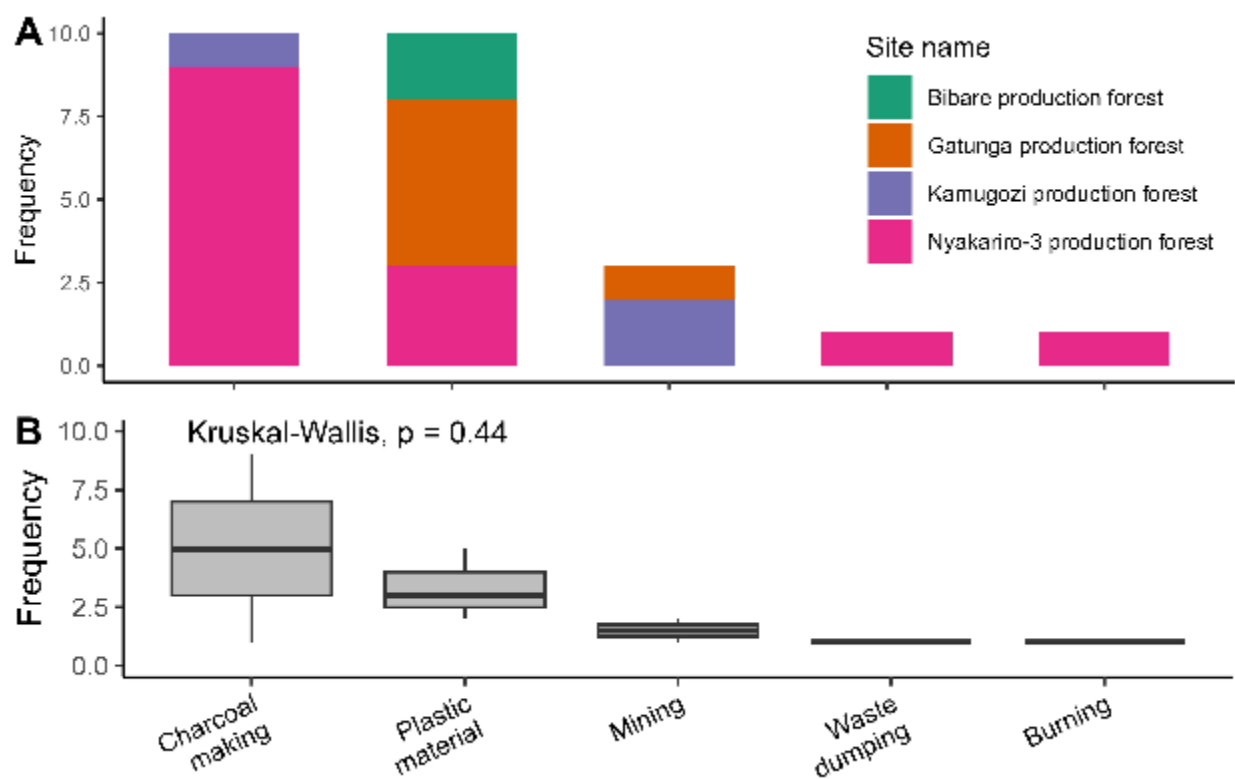 A
10.0
7.5
5.0
2.5
0.0
Frequency
Site name
Bibare production forest
Gatunga production forest
Kamugozi production forest
Nyakariro-3 production forest
B
10.0
7.5
5.0
2.5
0.0
Frequency
Kruskal-Wallis, p = 0.44
Charcoal
making
Plastic
material
Mining
Waste
dumping
Burning